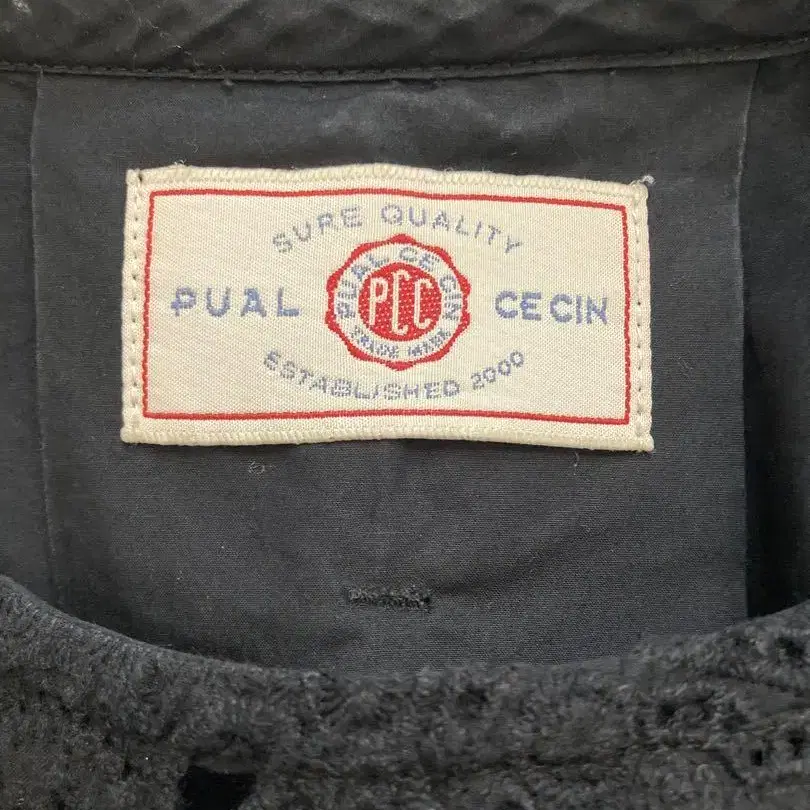 SURE QUALITY
PUAL CE CIN
PUAL CE CIN
PCC
TRADE MARK
ESTABLISHED 2000